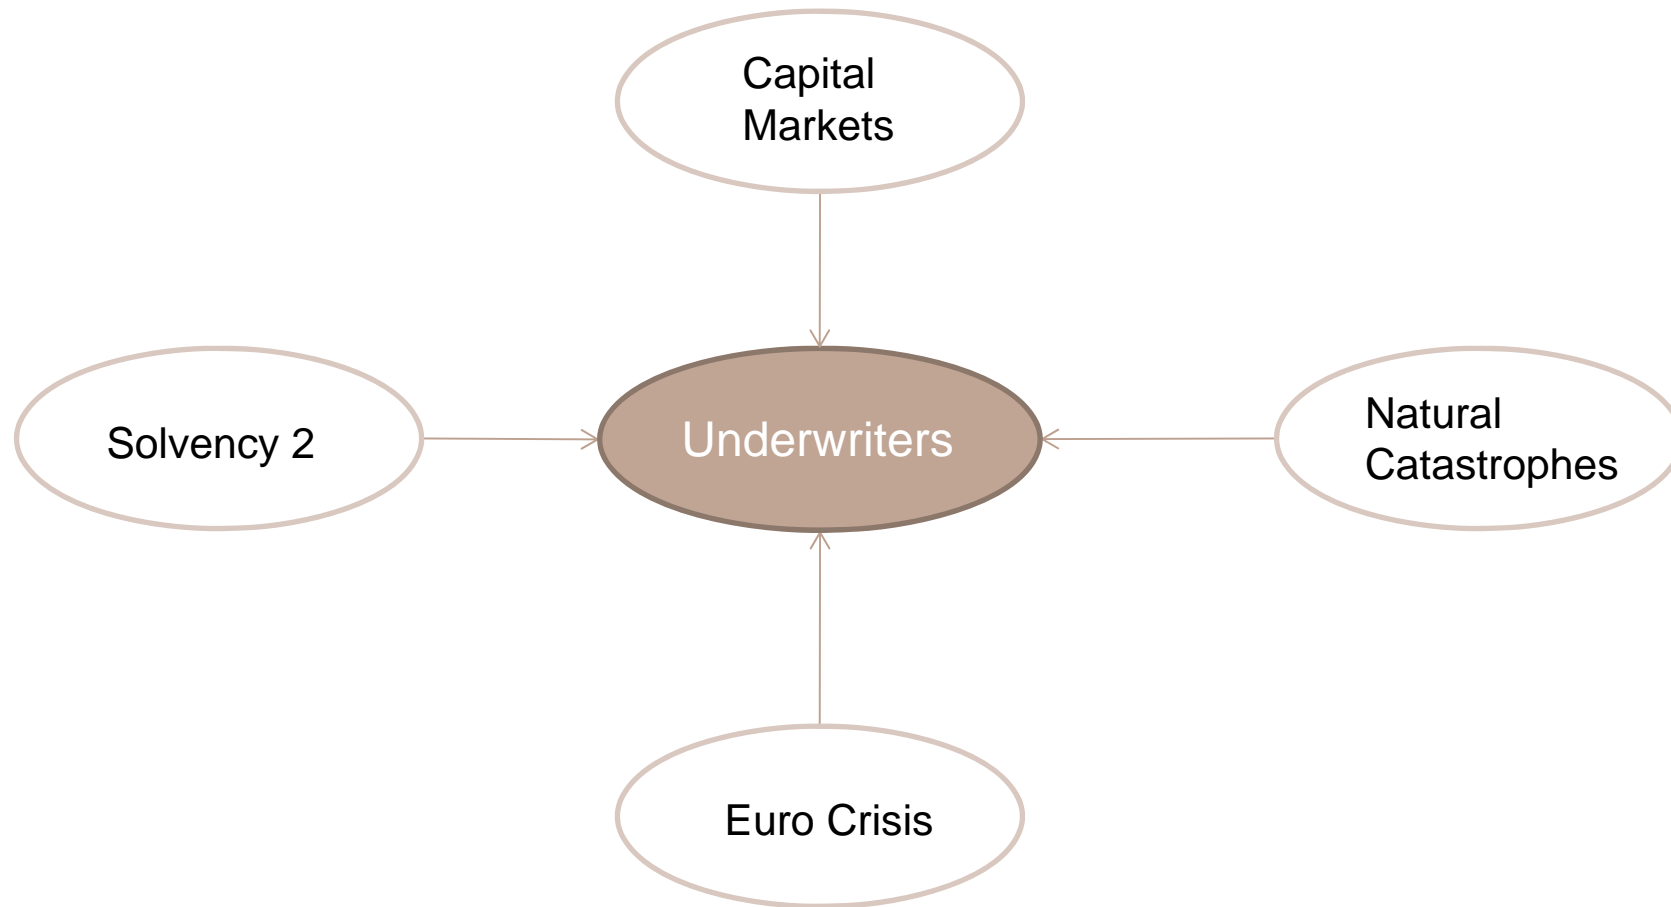 Capital
Markets
Solvency 2
Underwriters
Natural
Catastrophes
Euro Crisis